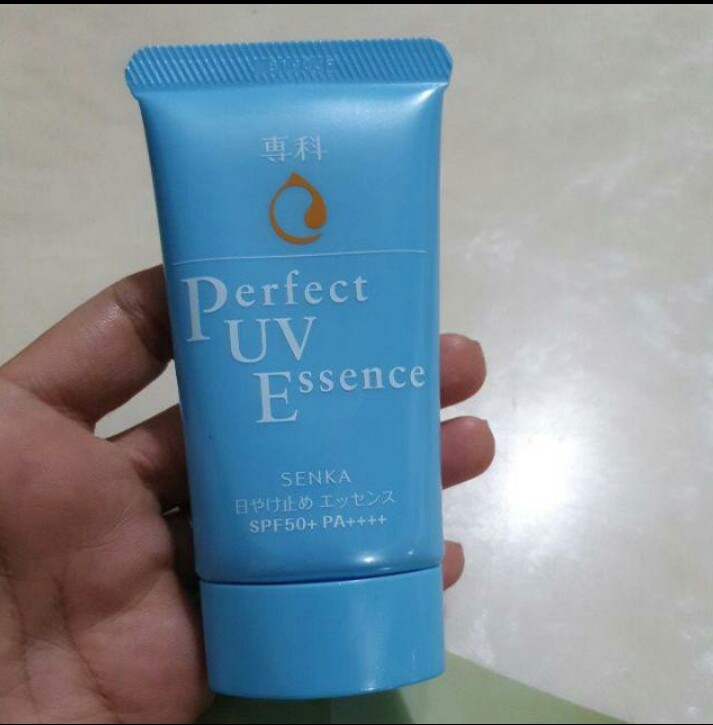 専科
Perfect
UV
Essence
SENKA
日やけ止め エッセンス
SPF50+ PA++++